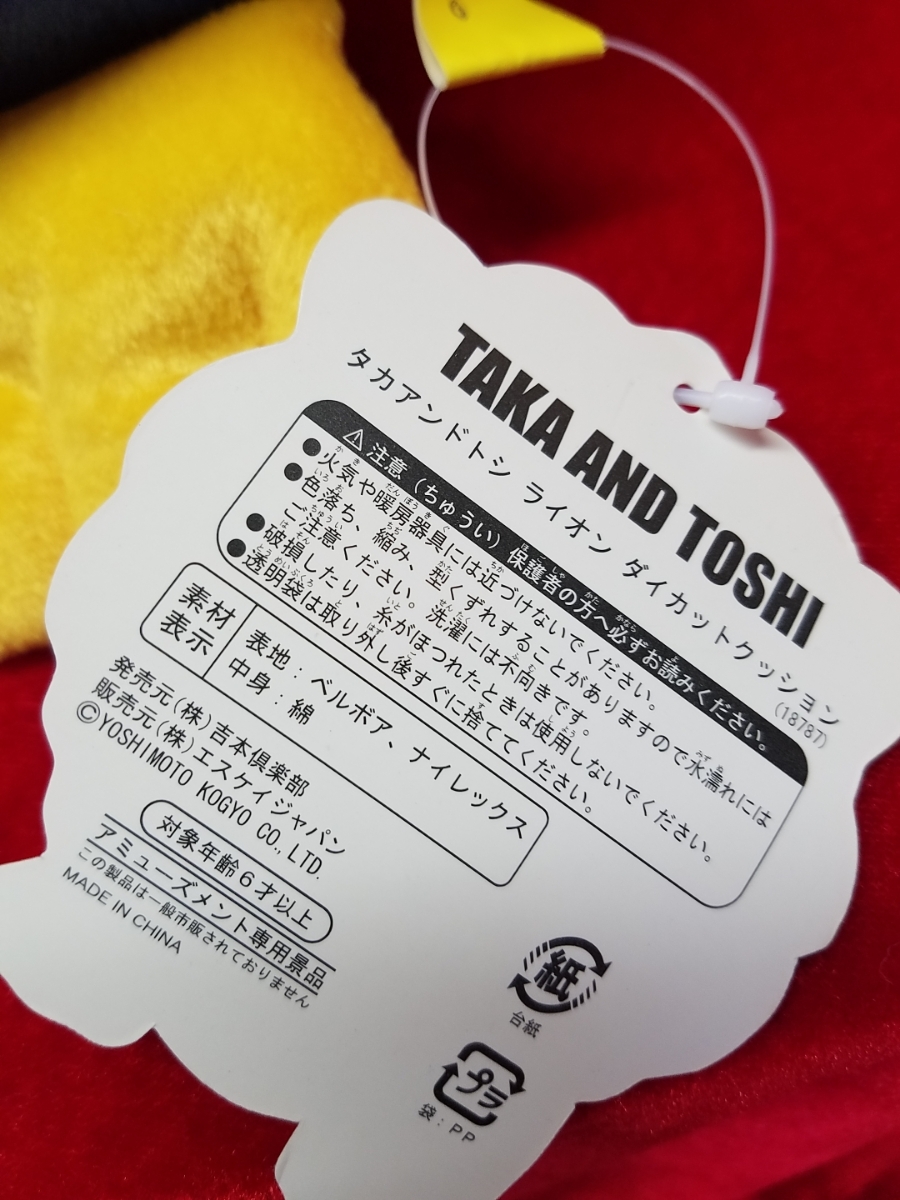 TAKA AND TOSHI
タカアンドトシ ライオン ダイカットクッション
(18787)
⚠ 注意(ちゅうい) 保護者の方へ必ずお読みください。
●火気や暖房器具には近づけないでください。
●色落ち、縮み、型くずれすることがありますので水濡れには
ご注意ください。洗濯には不向きです。
●破損したり、糸がほつれたときは使用しないでください。
●透明袋は取り外し後すぐに捨ててください。
素材
表示
表地:ベルボア、ナイレックス
中身:綿
発売元(株)吉本倶楽部
販売元(株)エスケイジャパン
©YOSHIMOTO KOGYO CO., LTD.
対象年齢6才以上
アミューズメント専用景品
この製品は一般市販されておりません
MADE IN CHINA
紙
台紙
プラ
袋:PP